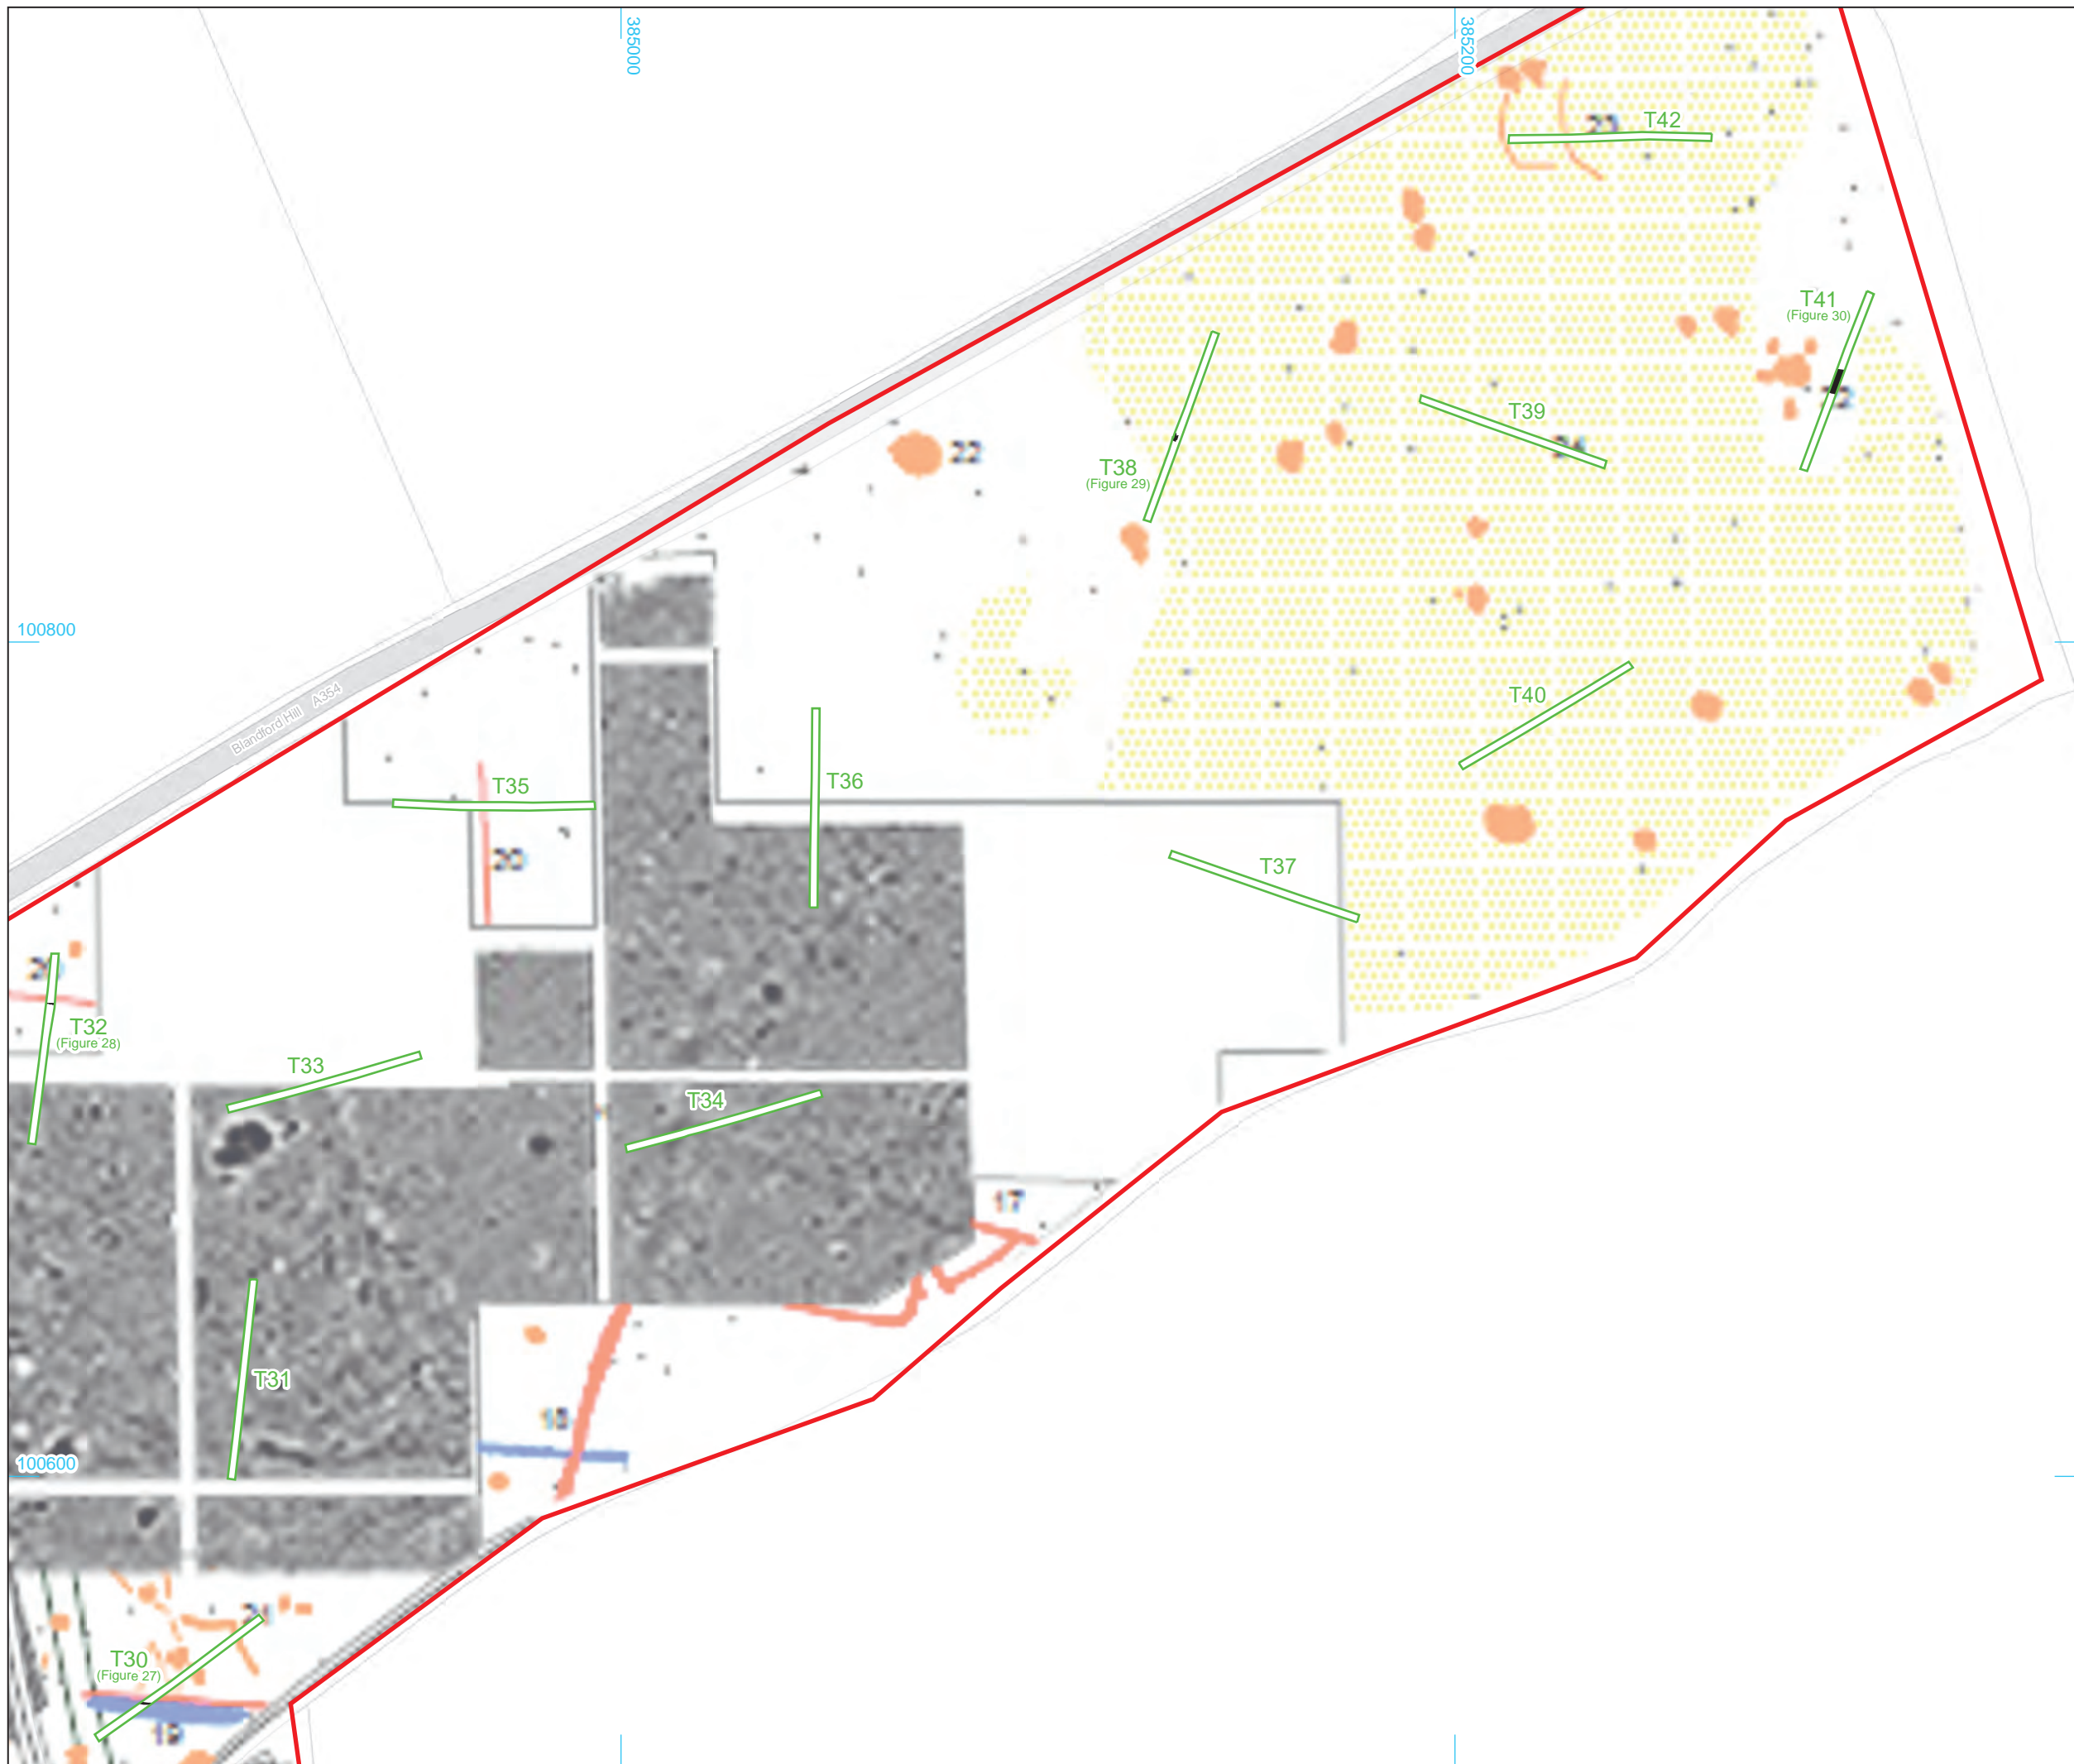 385000
385200
T42
T41
(Figure 30)
T39
22
T38
(Figure 29)
100800
T40
Blandford Hill A354
T35
T36
20
T37
T32
(Figure 28)
T33
T34
17
T31
100600
T30
(Figure 27)
19